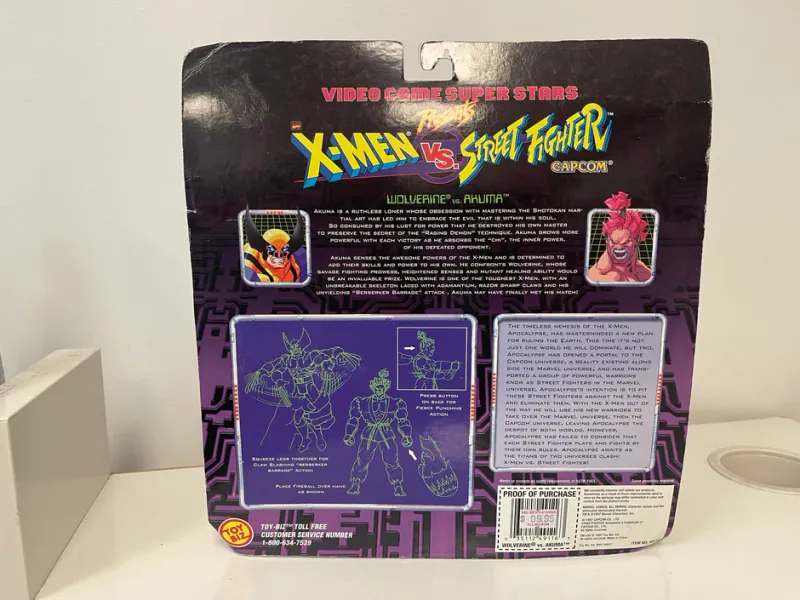 VIDEO GAME SUPER STARS
Presents
X-MEN® VS. STREET FIGHTER™
CAPCOM®
WOLVERINE® VS. AKUMA™
AKUMA IS A RUTHLESS LONER WHOSE OBSESSION WITH MASTERING THE SHOTOKAN MAR-
TIAL ART HAS LED HIM TO EMBRACE THE EVIL THAT IS WITHIN HIS SOUL.
SO CONSUMED BY HIS LUST FOR POWER THAT HE DESTROYED HIS OWN MASTER
TO PRESERVE THE SECRET OF THE "RAGING DEMON" TECHNIQUE. AKUMA GROWS MORE
POWERFUL WITH EACH VICTORY AS HE ABSORBS THE "CHI", THE INNER POWER,
OF HIS DEFEATED OPPONENT.
AKUMA SENSES THE AWESOME POWERS OF THE X-MEN AND IS DETERMINED TO
ADD THEIR SKILLS AND POWER TO HIS OWN. HE CONFRONTS WOLVERINE, WHOSE
SAVAGE FIGHTING PROWESS, HEIGHTENED SENSES AND MUTANT HEALING ABILITY WOULD
BE AN INVALUABLE PRIZE. WOLVERINE IS ONE OF THE TOUGHEST X-MEN, WITH AN
UNBREAKABLE SKELETON LACED WITH ADAMANTIUM, RAZOR SHARP CLAWS AND HIS
UNYIELDING "BERSERKER BARRAGE" ATTACK, AKUMA MAY HAVE FINALLY MET HIS MATCH!
PRESS BUTTON
ON BACK FOR
FIERCE PUNCHING
ACTION
SQUEEZE LEGS TOGETHER FOR
CLAW SLASHING "BERSERKER
BARRAGE" ACTION
PLACE FIREBALL OVER HAND
AS SHOWN
THE TIMELESS NEMESIS OF THE X-MEN,
APOCALYPSE, HAS MASTERMINDED A NEW PLAN
FOR RULING THE EARTH. THIS TIME IT'S NOT
JUST ONE WORLD HE WILL DOMINATE, BUT TWO.
APOCALYPSE HAS OPENED A PORTAL TO THE
CAPCOM UNIVERSE, A REALITY EXISTING ALONG
SIDE THE MARVEL UNIVERSE, AND HAS TRANS-
PORTED A GROUP OF POWERFUL WARRIORS
KNOW AS STREET FIGHTERS IN THE MARVEL
UNIVERSE. APOCALYPSE'S INTENTION IS TO PIT
THESE STREET FIGHTERS AGAINST THE X-MEN
AND ELIMINATE THEM. WITH THE X-MEN OUT OF
THE WAY HE WILL USE HIS NEW WARRIORS TO
TAKE OVER THE MARVEL UNIVERSE, THEN THE
CAPCOM UNIVERSE, LEAVING APOCALYPSE THE
DESPOT OF BOTH WORLDS. HOWEVER,
APOCALYPSE HAS FAILED TO CONSIDER THAT
EACH STREET FIGHTER PLAYS AND FIGHTS BY
THEIR OWN RULES. APOCALYPSE AWAITS AS
THE TITANS OF TWO UNIVERSES CLASH:
X-MEN VS. STREET FIGHTER!
TOY BIZ
TOY-BIZ™ TOLL FREE
CUSTOMER SERVICE NUMBER
1-800-634-7539
PROOF OF PURCHASE
35112 49116
WOLVERINE® vs. AKUMA™